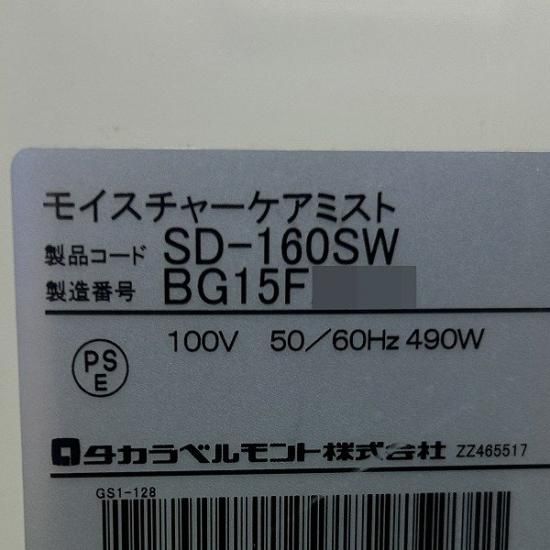 モイスチャーケアミスト
製品コード SD-160SW
製造番号 BG15F
100V 50/60Hz 490W
PS
E
タカラベルモント株式会社 ZZ465517
GS1-128